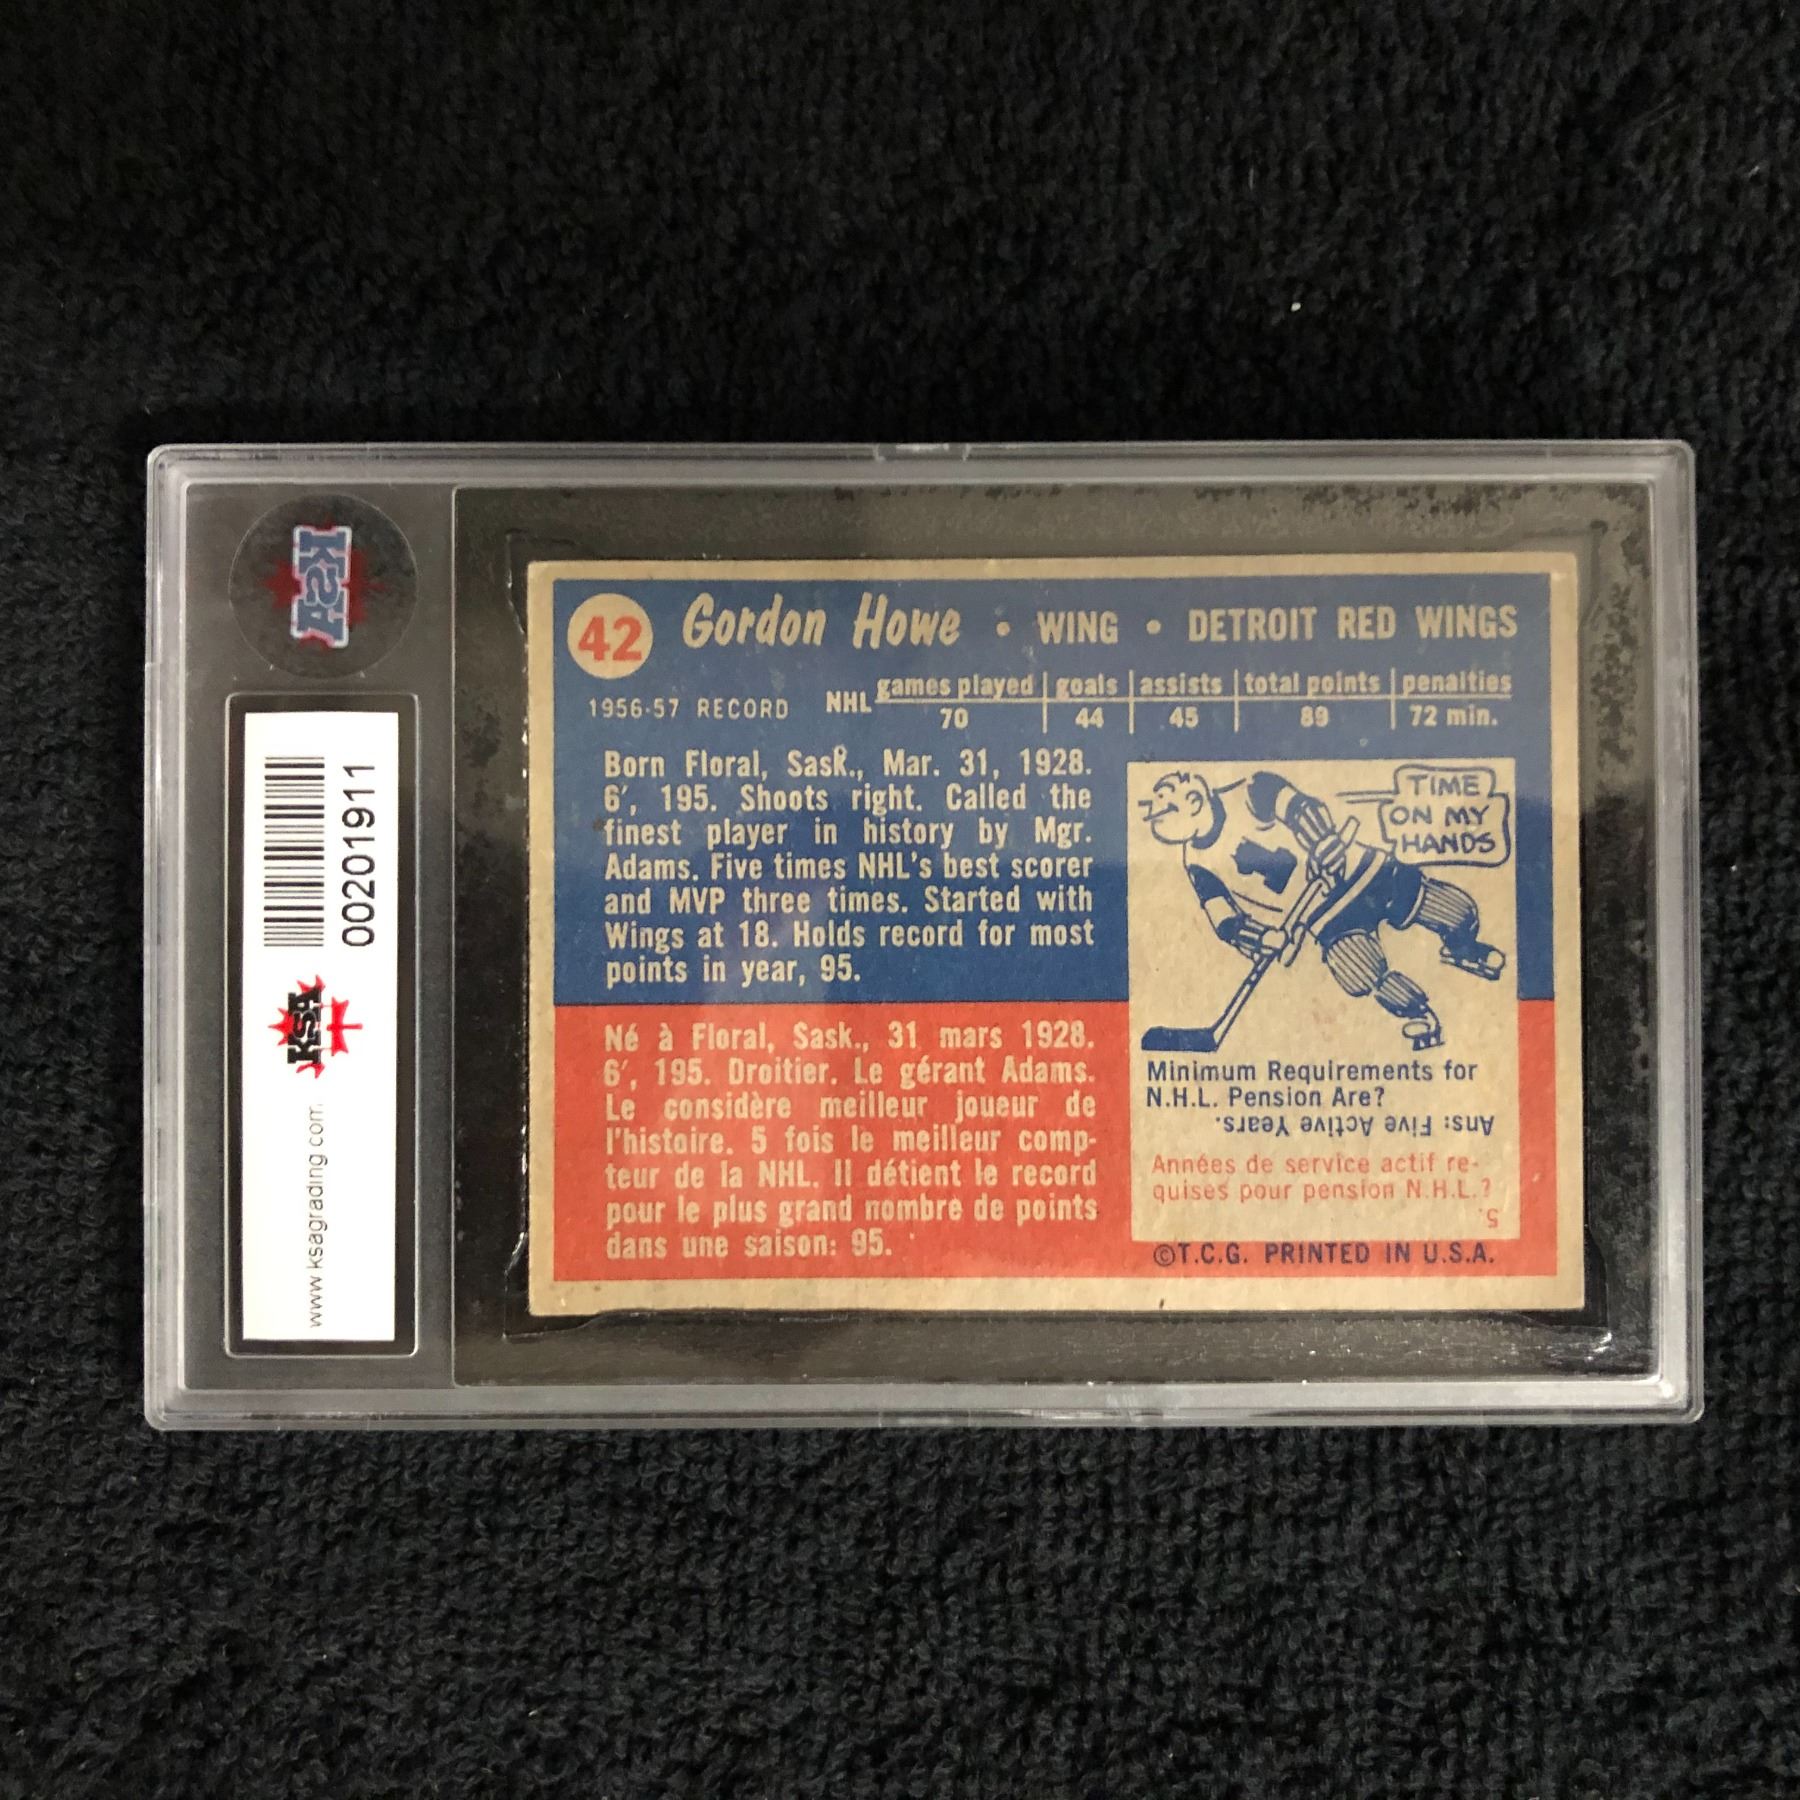 KSA
00201911
KSA
www.ksagrading.com
42 Gordon Howe • WING • DETROIT RED WINGS
1956-57 RECORD NHL games played goals assists total points penalties
70 44 45 89 72 min.
Born Floral, Sask., Mar. 31, 1928.
6', 195. Shoots right. Called the
finest player in history by Mgr.
Adams. Five times NHL's best scorer
and MVP three times. Started with
Wings at 18. Holds record for most
points in year, 95.
Né à Floral, Sask., 31 mars 1928.
6', 195. Droitier. Le gérant Adams.
Le considère meilleur joueur de
l'histoire. 5 fois le meilleur comp-
teur de la NHL. Il détient le record
pour le plus grand nombre de points
dans une saison: 95.
TIME
ON MY
HANDS
Minimum Requirements for
N.H.L. Pension Are?
Ans: Five Active Years.
Années de service actif re-
quises pour pension N.H.L.?
5.
©T.C.G. PRINTED IN U.S.A.